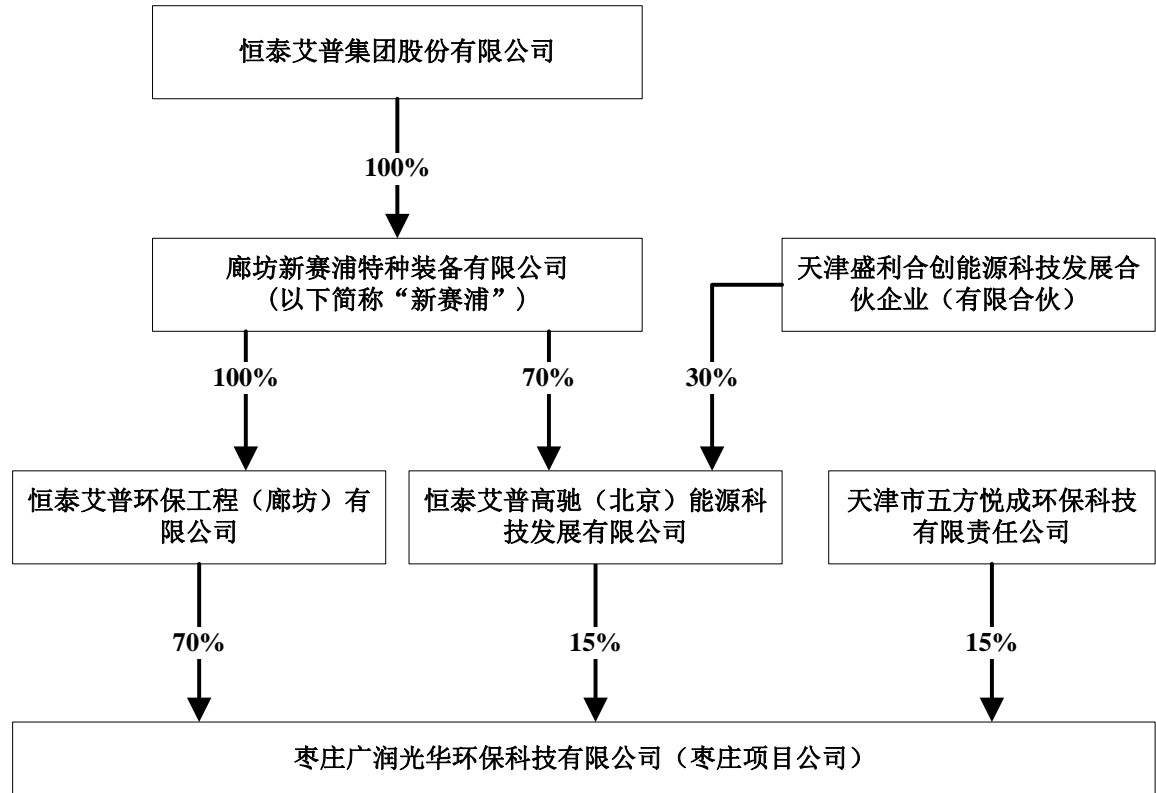 恒泰艾普集团股份有限公司
100%
廊坊新赛浦特种装备有限公司
(以下简称“新赛浦”)
天津盛利合创能源科技发展合
伙企业（有限合伙）
100%
70%
30%
恒泰艾普环保工程（廊坊）有
限公司
恒泰艾普高驰（北京）能源科
技发展有限公司
天津市五方悦成环保科技
有限责任公司
70%
15%
15%
枣庄广润光华环保科技有限公司（枣庄项目公司）